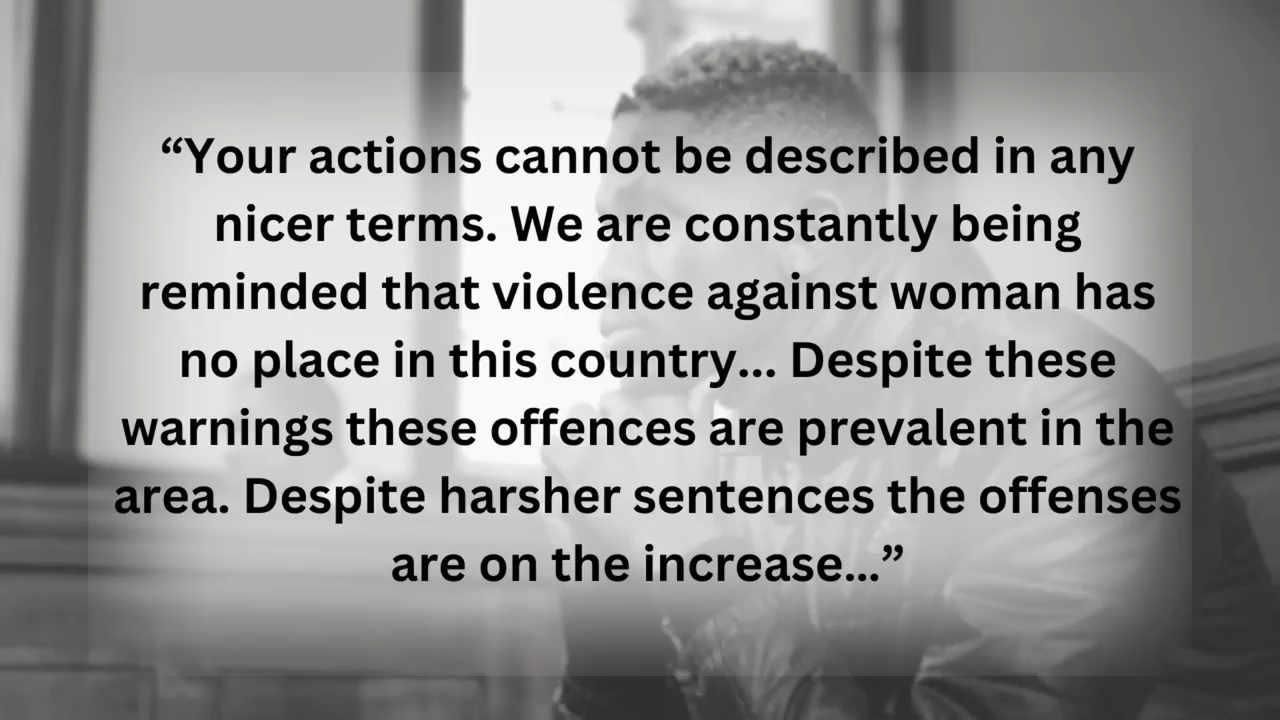 “Your actions cannot be described in any
nicer terms. We are constantly being
reminded that violence against woman has
no place in this country... Despite these
warnings these offences are prevalent in the
area. Despite harsher sentences the offenses
are on the increase...”